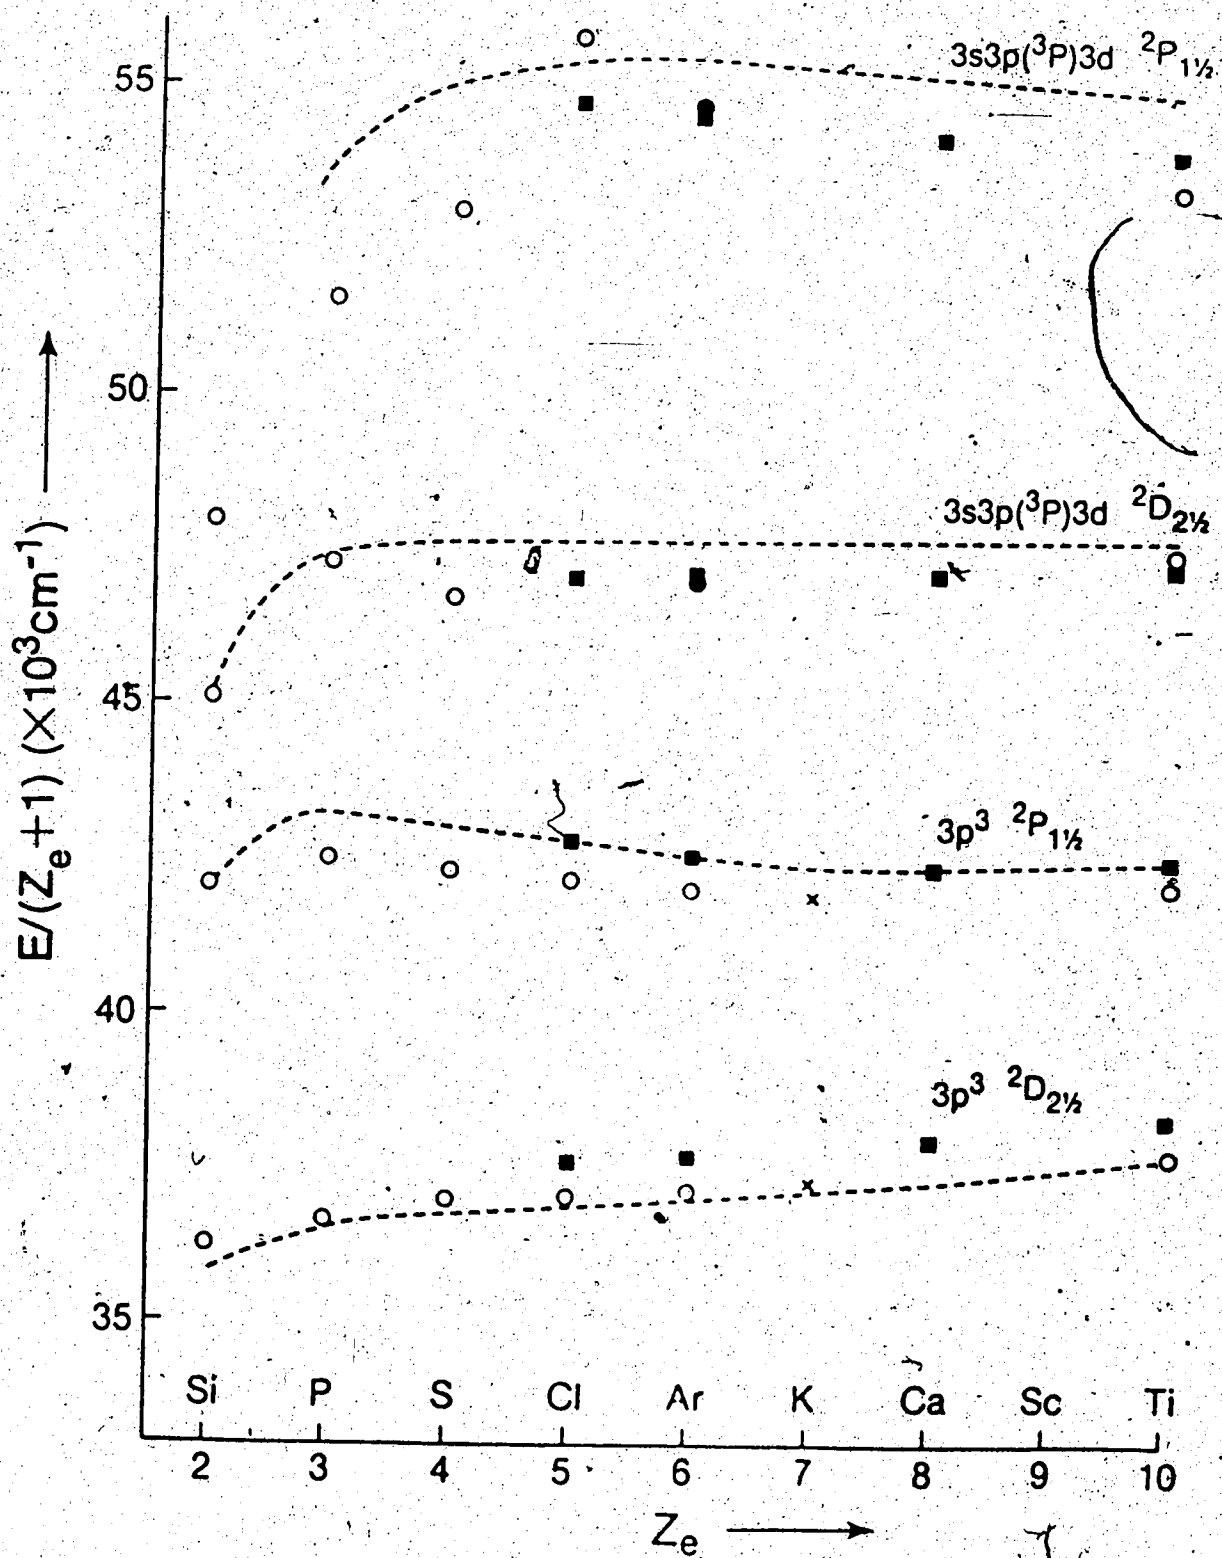 3s3p(³P)3d ²P₁½
55
50
3s3p(³P)3d ²D₂½
45
3p³ ²P₁½
40
3p³ ²D₂½
35
E/(Zₑ+1) (×10³cm⁻¹)
Si P S Cl Ar K Ca Sc Ti
2 3 4 5 6 7 8 9 10
Zₑ